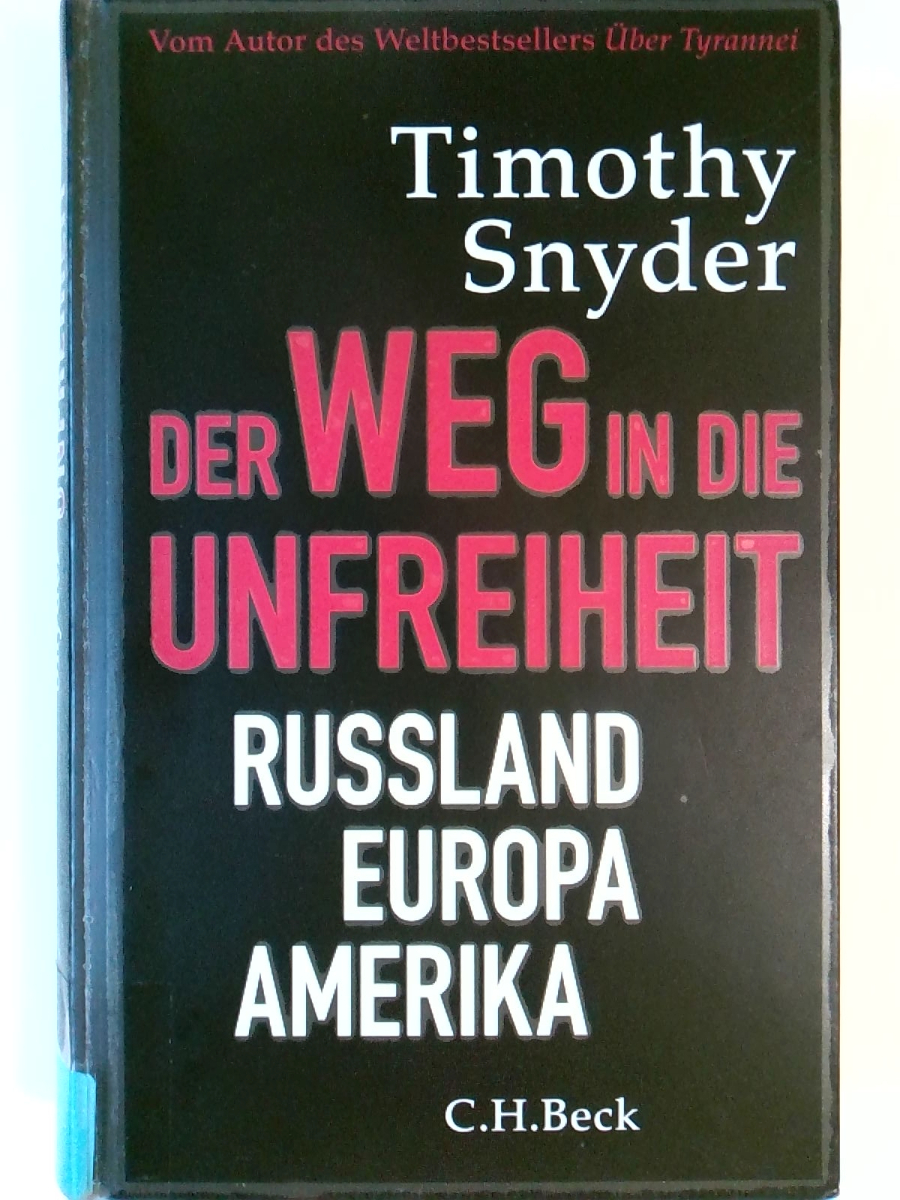 Vom Autor des Weltbestsellers Über Tyrannei
Timothy
Snyder
DER WEG IN DIE
UNFREIHEIT
RUSSLAND
EUROPA
AMERIKA
C.H.Beck